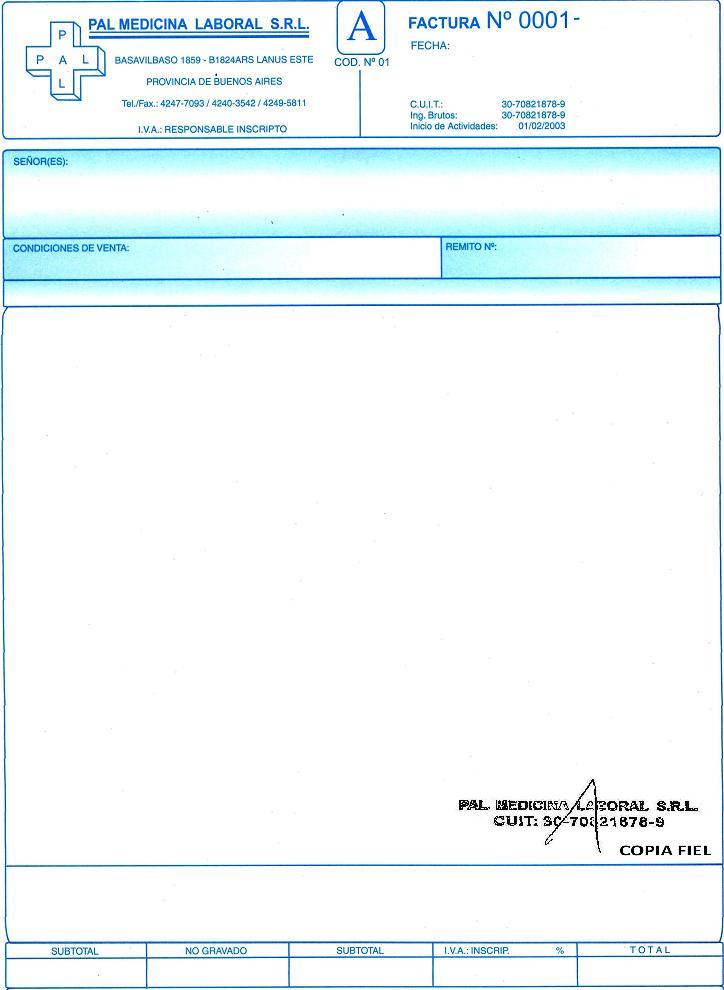 P
P A L
L
PAL MEDICINA LABORAL S.R.L.
BASAVILBASO 1859 - B1824ARS LANUS ESTE
PROVINCIA DE BUENOS AIRES
Tel./Fax.: 4247-7093 / 4240-3542 / 4249-5811
I.V.A.: RESPONSABLE INSCRIPTO
A
COD. Nº 01
FACTURA Nº 0001-
FECHA:
C.U.I.T.: 30-70821878-9
Ing. Brutos: 30-70821878-9
Inicio de Actividades: 01/02/2003
SEÑOR(ES):
CONDICIONES DE VENTA:
REMITO Nº:
PAL. MEDICINA LABORAL S.R.L.
CUIT: 30-70821878-9
COPIA FIEL
SUBTOTAL NO GRAVADO SUBTOTAL I.V.A.: INSCRIP. % TOTAL